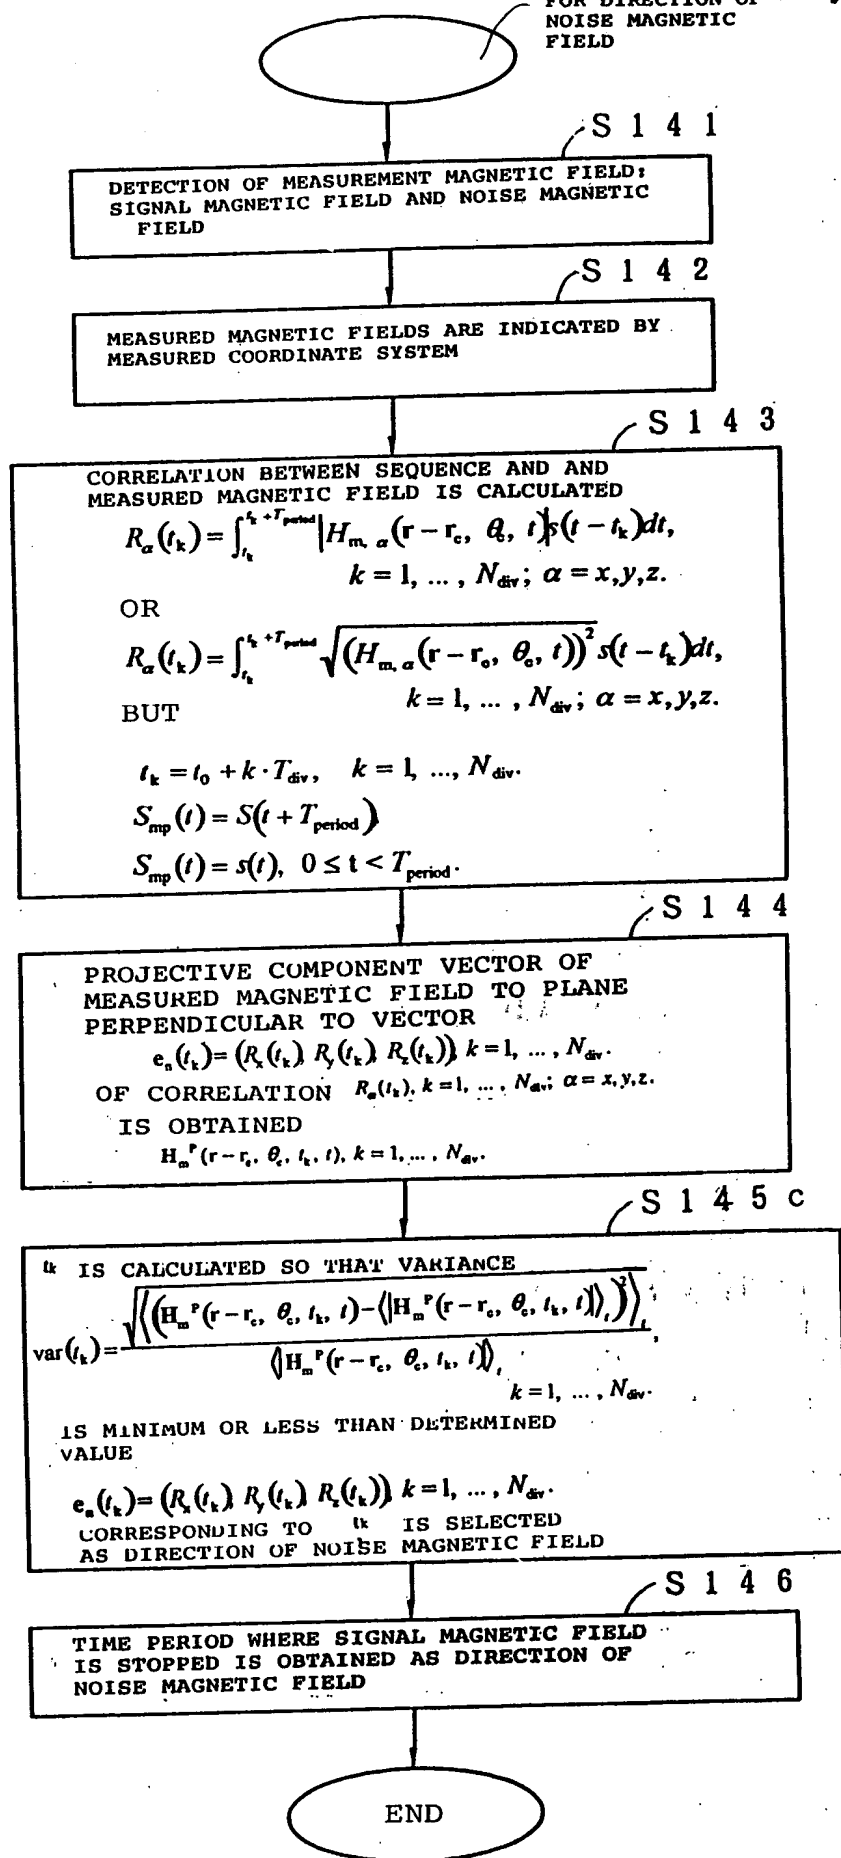 FOR DIRECTION OF
NOISE MAGNETIC
FIELD
S 1 4 1
DETECTION OF MEASUREMENT MAGNETIC FIELD:
SIGNAL MAGNETIC FIELD AND NOISE MAGNETIC
FIELD
S 1 4 2
MEASURED MAGNETIC FIELDS ARE INDICATED BY
MEASURED COORDINATE SYSTEM
S 1 4 3
CORRELATION BETWEEN SEQUENCE AND AND
MEASURED MAGNETIC FIELD IS CALCULATED
R_α(t_k) = ∫_{t_k}^{t_k + T_period} |H_{m, α}(r − r_c, θ_c, t)|s(t − t_k)dt,
k = 1, ... , N_div; α = x,y,z.
OR
R_α(t_k) = ∫_{t_k}^{t_k + T_period} √(H_{m, α}(r − r_c, θ_c, t))² s(t − t_k)dt,
k = 1, ... , N_div; α = x,y,z.
BUT
t_k = t_0 + k · T_div, k = 1, ..., N_div.
S_mp(t) = S(t + T_period)
S_mp(t) = s(t), 0 ≤ t < T_period.
S 1 4 4
PROJECTIVE COMPONENT VECTOR OF
MEASURED MAGNETIC FIELD TO PLANE
PERPENDICULAR TO VECTOR
e_n(t_k) = (R_x(t_k) R_y(t_k) R_z(t_k)), k = 1, ... , N_div.
OF CORRELATION R_α(t_k), k = 1, ... , N_div; α = x, y, z.
IS OBTAINED
H_m^P(r − r_c, θ_c, t_k, t), k = 1, ... , N_div.
S 1 4 5 c
tk IS CALCULATED SO THAT VARIANCE
var(t_k) = √⟨((H_m^P(r − r_c, θ_c, t_k, t) − ⟨|H_m^P(r − r_c, θ_c, t_k, t)|⟩_t)²⟩_t / ⟨|H_m^P(r − r_c, θ_c, t_k, t)|⟩_t,
k = 1, ... , N_div.
IS MINIMUM OR LESS THAN DETERMINED
VALUE
e_n(t_k) = (R_x(t_k) R_y(t_k) R_z(t_k)), k = 1, ... , N_div.
CORRESPONDING TO tk IS SELECTED
AS DIRECTION OF NOISE MAGNETIC FIELD
S 1 4 6
TIME PERIOD WHERE SIGNAL MAGNETIC FIELD
IS STOPPED IS OBTAINED AS DIRECTION OF
NOISE MAGNETIC FIELD
END